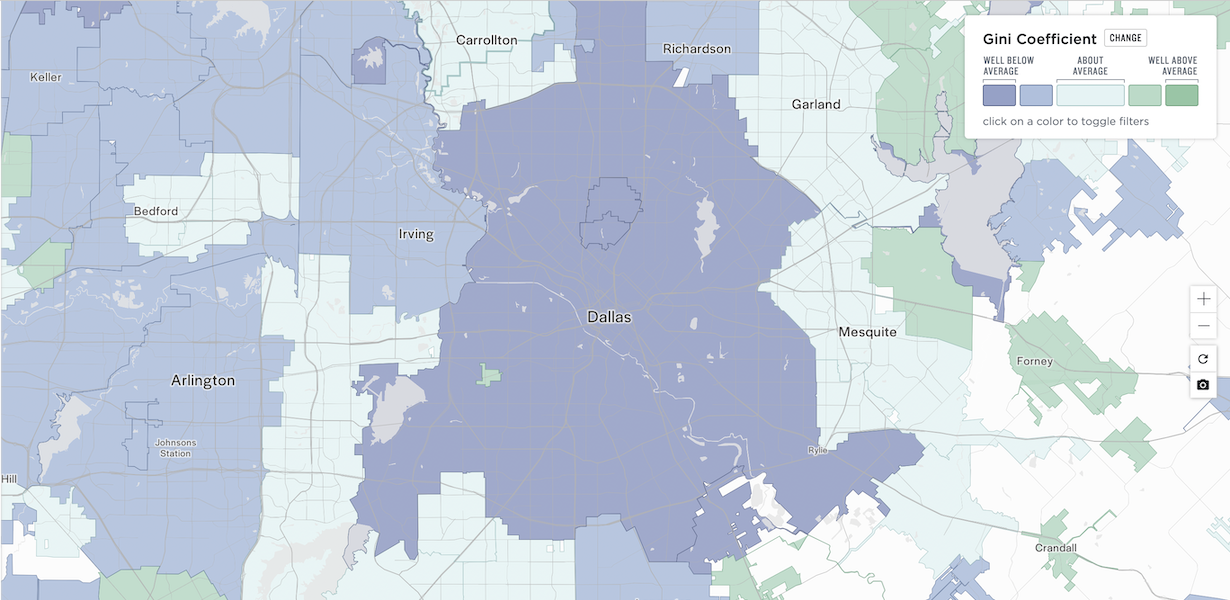 Carrollton
Richardson
Gini Coefficient CHANGE
WELL BELOW
AVERAGE
ABOUT
AVERAGE
WELL ABOVE
AVERAGE
click on a color to toggle filters
Keller
Garland
Bedford
Irving
Dallas
Mesquite
Forney
Arlington
Johnsons
Station
Rylie
Hill
Crandall